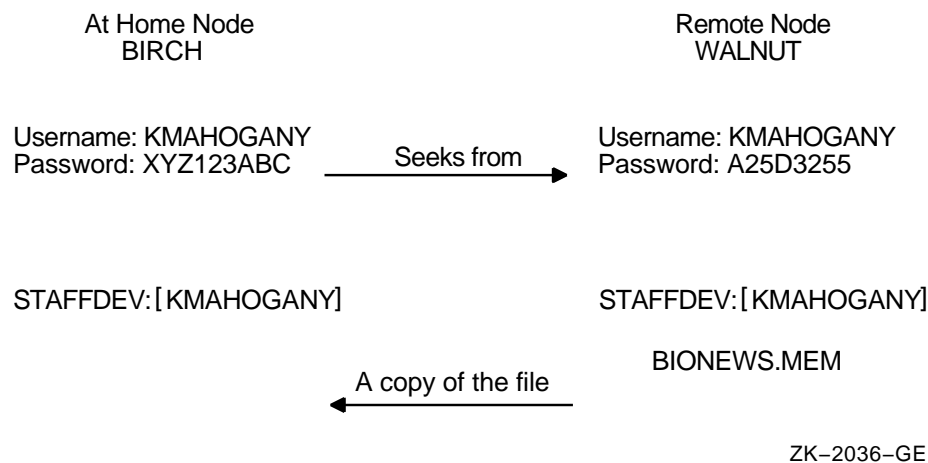 At Home Node
BIRCH
Remote Node
WALNUT
Username: KMAHOGANY
Password: XYZ123ABC
Seeks from
Username: KMAHOGANY
Password: A25D3255
STAFFDEV:[KMAHOGANY]
STAFFDEV:[KMAHOGANY]
BIONEWS.MEM
A copy of the file
ZK−2036−GE